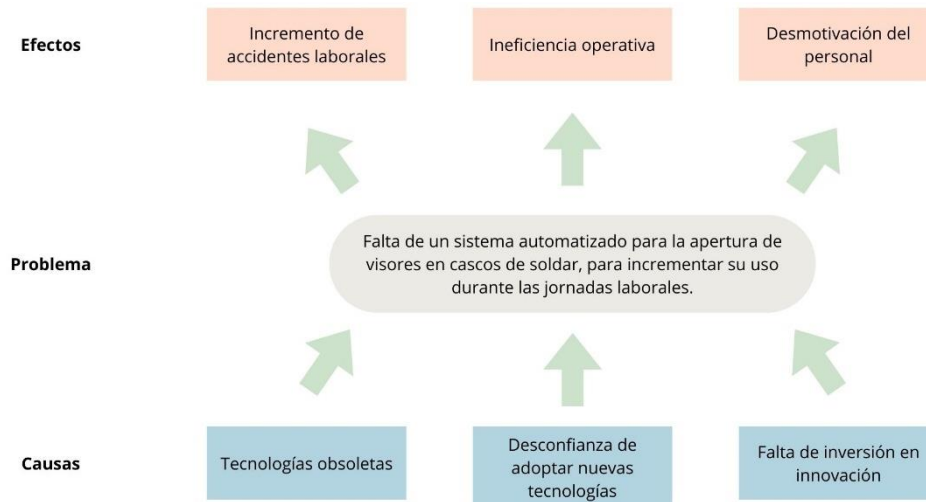 Efectos
Incremento de
accidentes laborales
Ineficiencia operativa
Desmotivación del
personal
Problema
Falta de un sistema automatizado para la apertura de
visores en cascos de soldar, para incrementar su uso
durante las jornadas laborales.
Causas
Tecnologías obsoletas
Desconfianza de
adoptar nuevas
tecnologías
Falta de inversión en
innovación